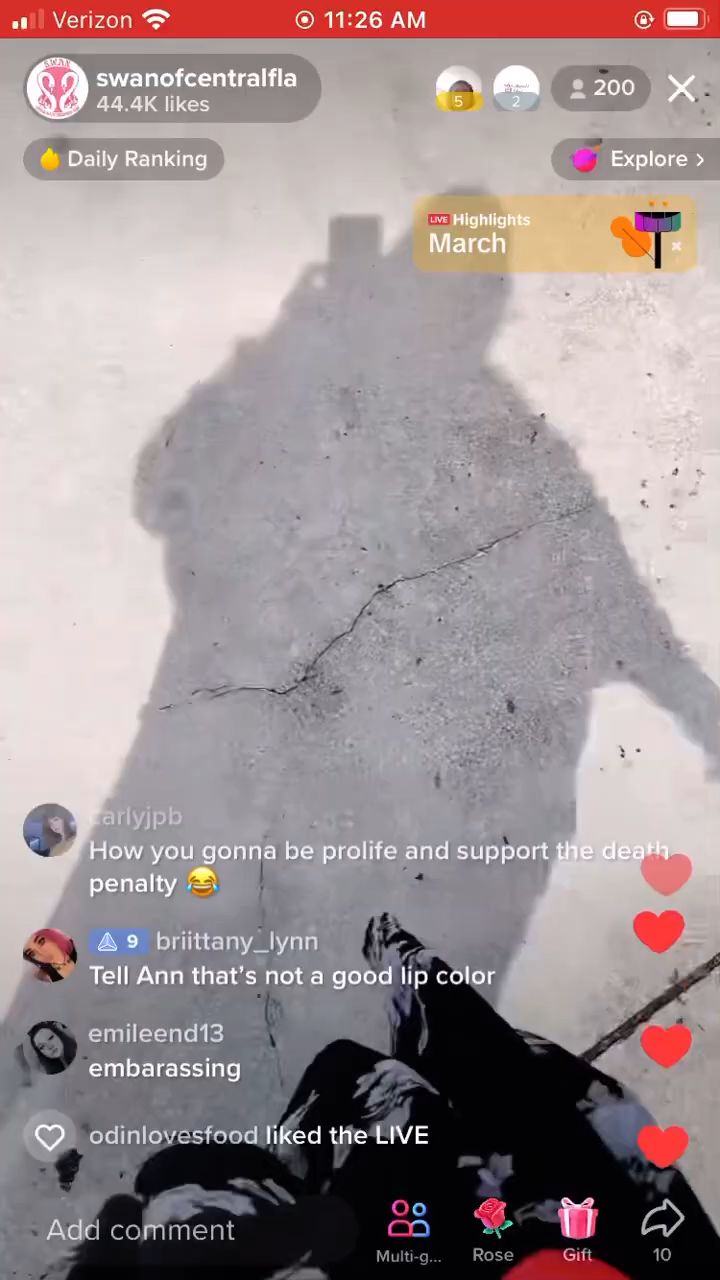 Verizon
11:26 AM
S.W.A.N
swanofcentralfla
44.4K likes
5
2
200
Daily Ranking
Explore >
LIVE Highlights
March
carlyjpb
How you gonna be prolife and support the death
penalty 😂
9 briittany_lynn
Tell Ann that's not a good lip color
emileend13
embarassing
odinlovesfood liked the LIVE
Add comment
Multi-g...
Rose
Gift
10